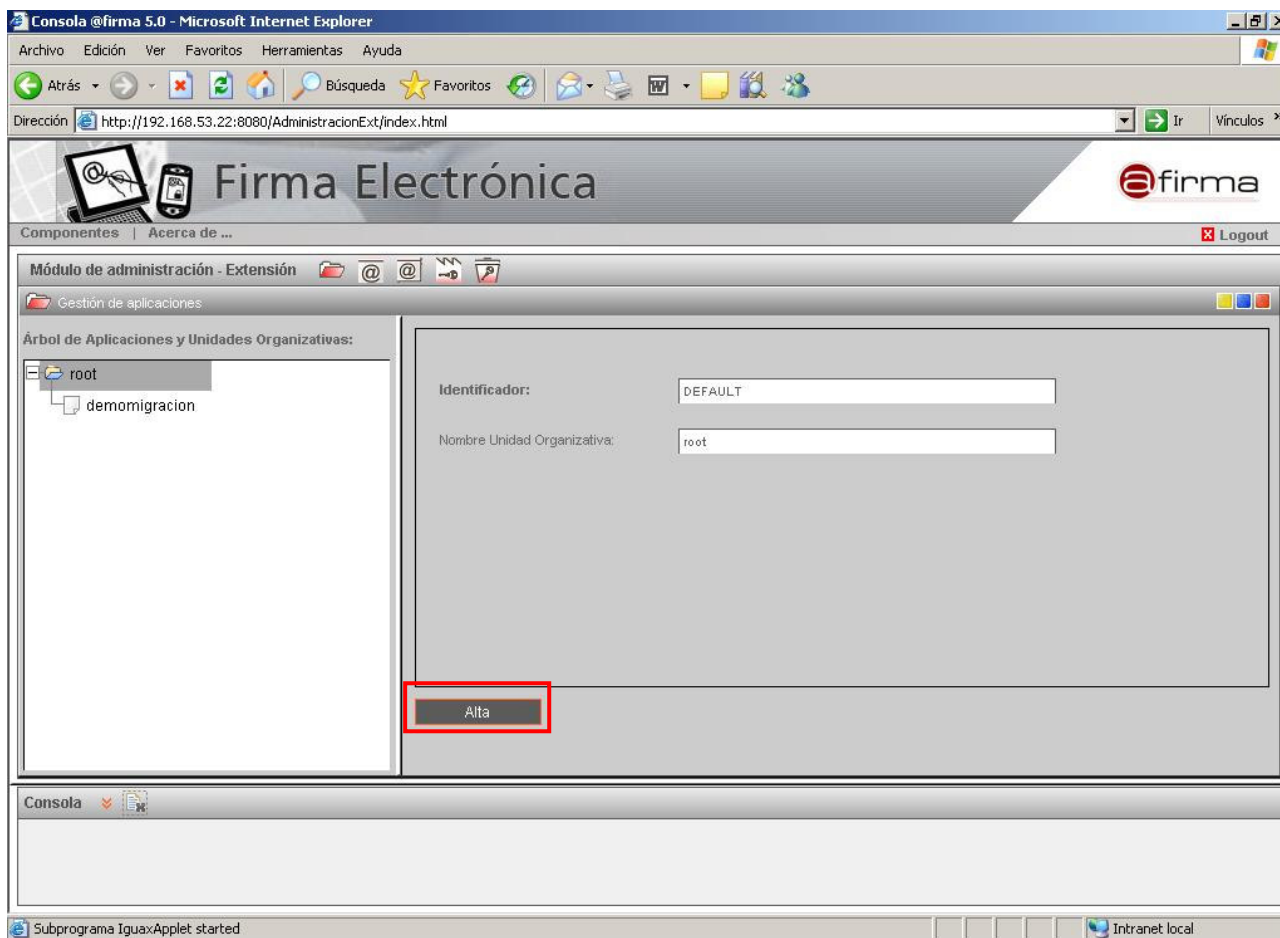 Consola @firma 5.0 - Microsoft Internet Explorer
Archivo Edición Ver Favoritos Herramientas Ayuda
Atrás Búsqueda Favoritos
Dirección http://192.168.53.22:8080/AdministracionExt/index.html Ir Vínculos
Firma Electrónica
@firma
Componentes | Acerca de ...
Logout
Módulo de administración - Extensión
Gestión de aplicaciones
Árbol de Aplicaciones y Unidades Organizativas:
root
demomigracion
Identificador: DEFAULT
Nombre Unidad Organizativa: root
Alta
Consola
Subprograma IguaxApplet started Intranet local